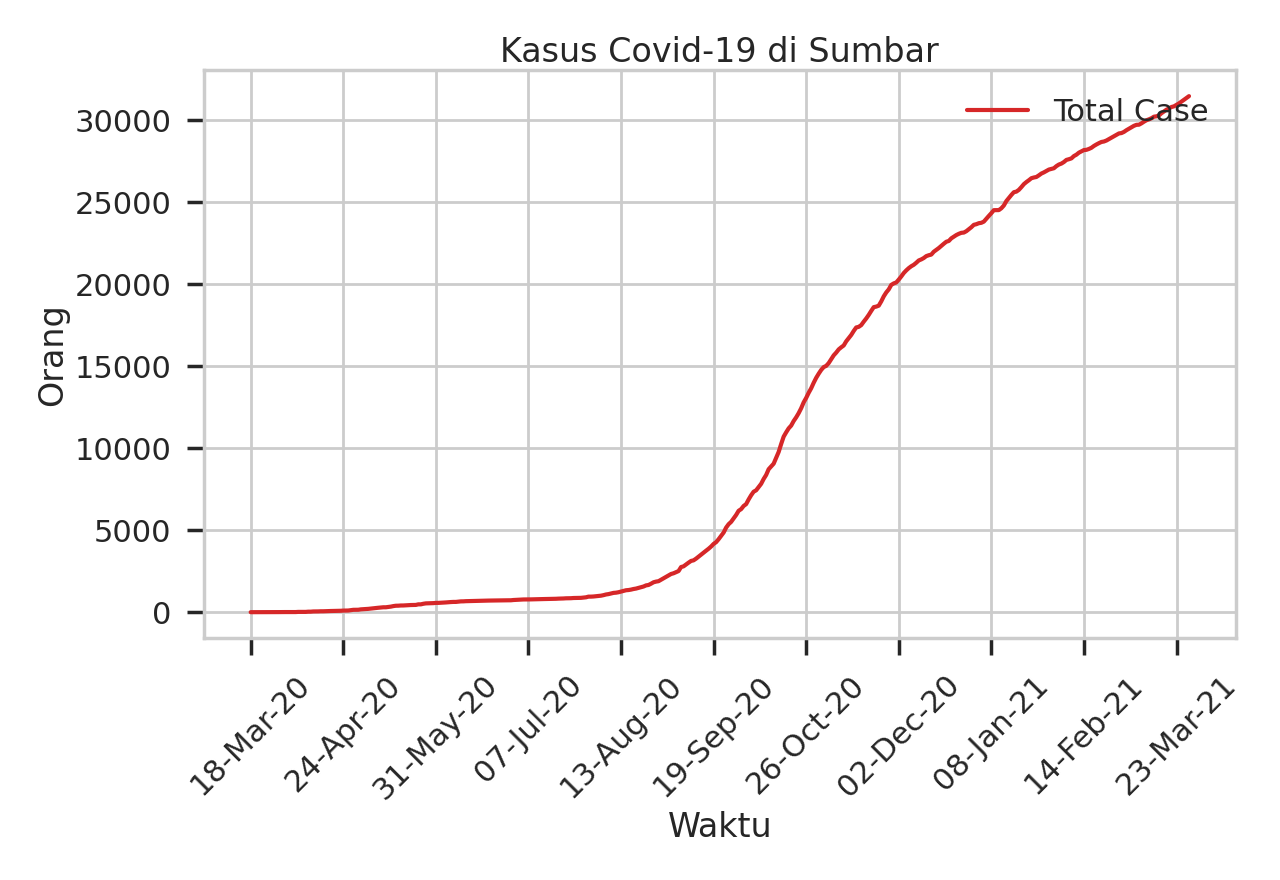 Kasus Covid-19 di Sumbar
Total Case
30000
25000
20000
15000
10000
5000
0
Orang
18-Mar-20
24-Apr-20
31-May-20
07-Jul-20
13-Aug-20
19-Sep-20
26-Oct-20
02-Dec-20
08-Jan-21
14-Feb-21
23-Mar-21
Waktu